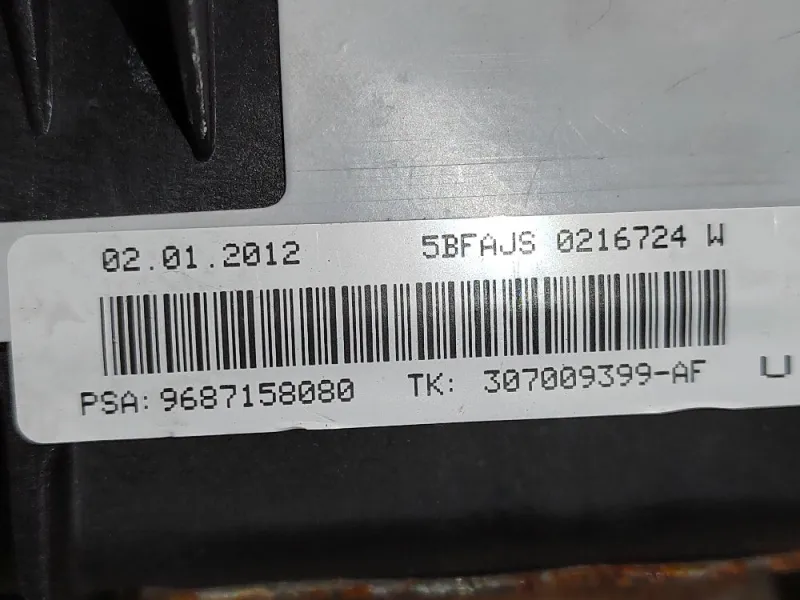 02.01.2012 5BFAJS 0216724 W
PSA:9687158080 TK: 307009399-AF U